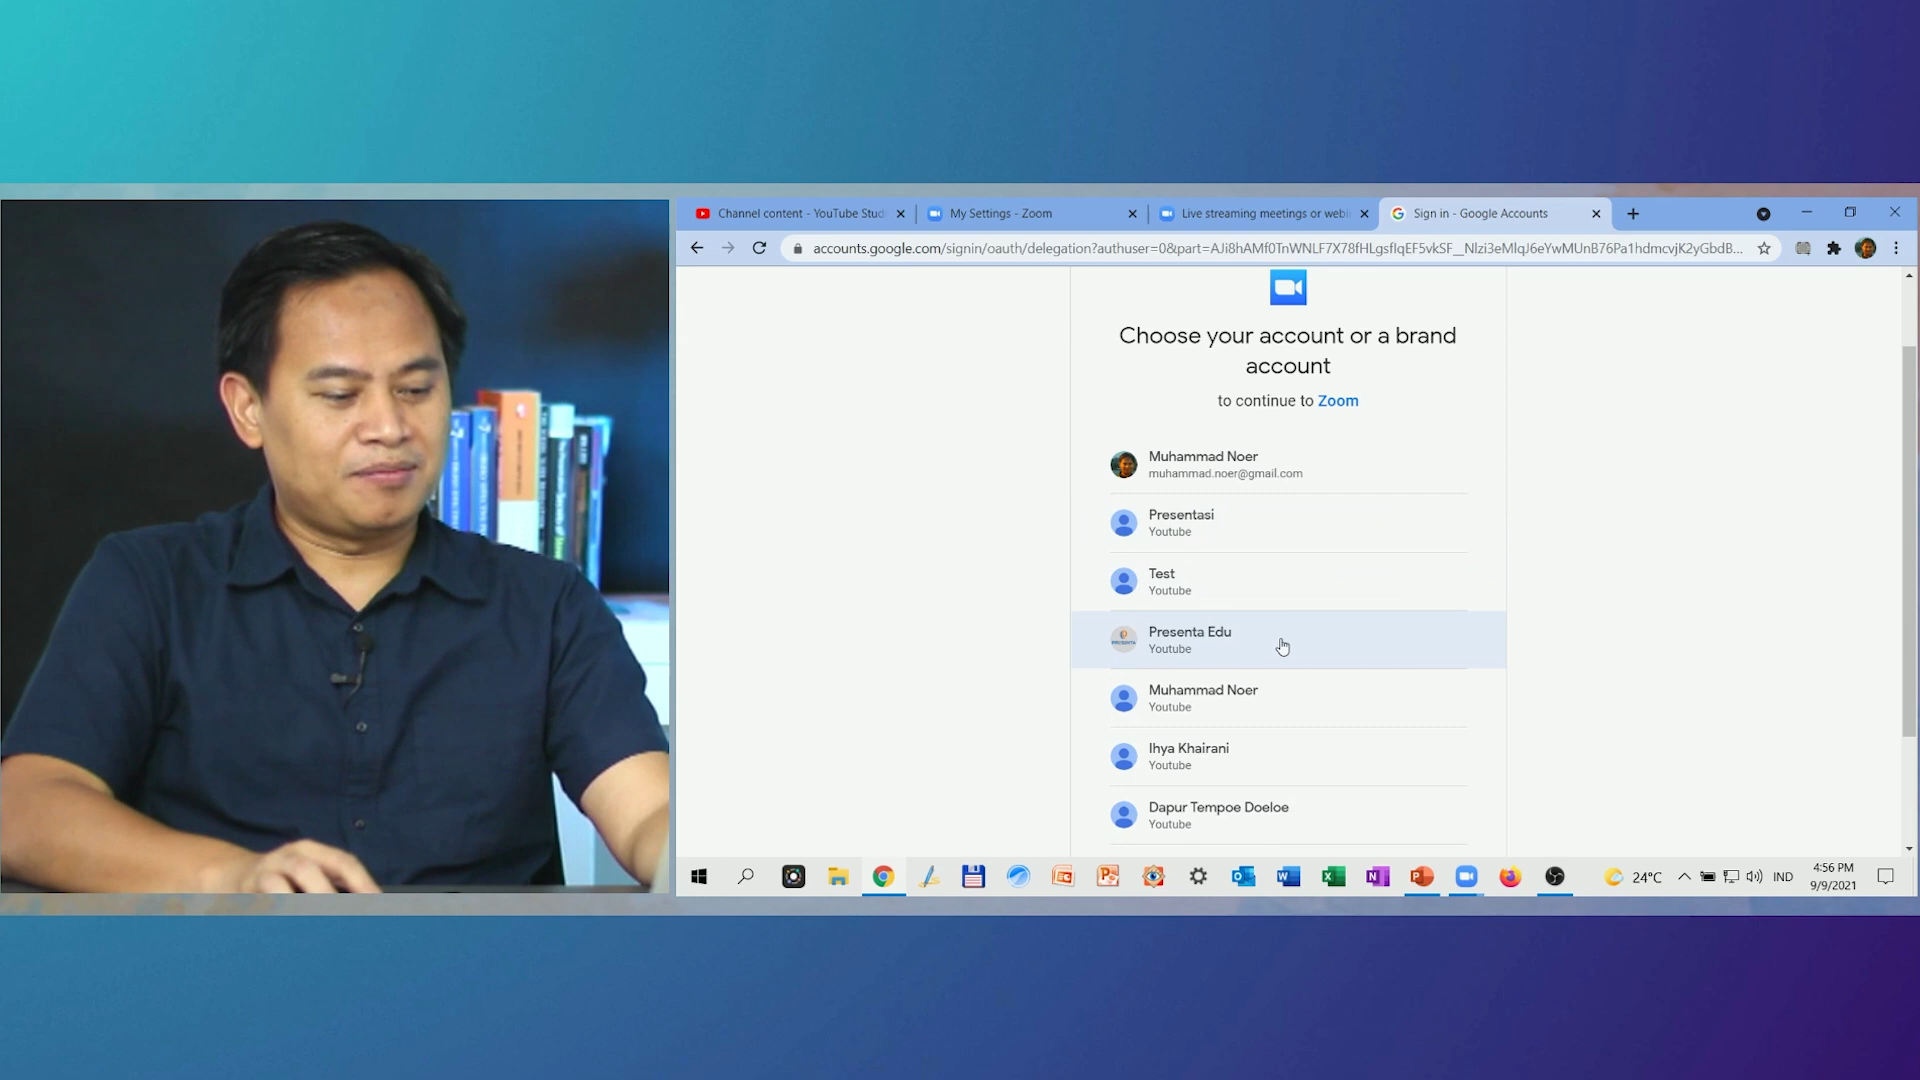 Channel content - YouTube Stud
My Settings - Zoom
Live streaming meetings or webi
Sign in - Google Accounts
accounts.google.com/signin/oauth/delegation?authuser=0&part=AJi8hAMf0TnWNLF7X78fHLgsflqEF5vkSF__Nlzi3eMlqJ6eYwMUnB76Pa1hdmcvjK2yGbdB...
Choose your account or a brand
account
to continue to Zoom
Muhammad Noer
muhammad.noer@gmail.com
Presentasi
Youtube
Test
Youtube
Presenta Edu
Youtube
Muhammad Noer
Youtube
Ihya Khairani
Youtube
Dapur Tempoe Doeloe
Youtube
24°C
IND
4:56 PM
9/9/2021